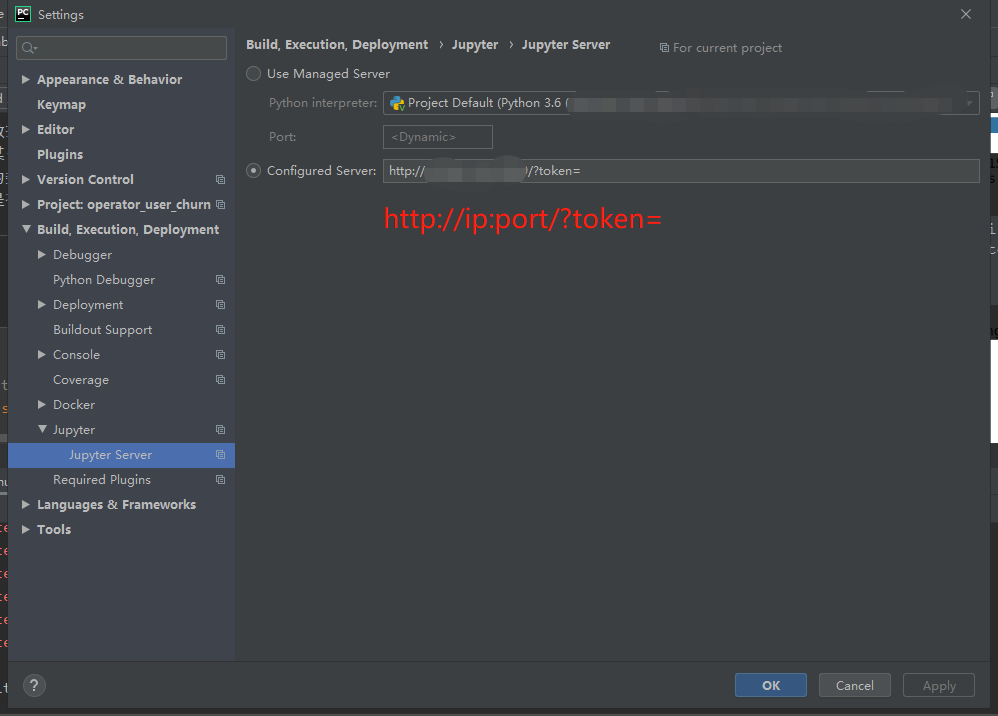 PC Settings
Build, Execution, Deployment › Jupyter › Jupyter Server
For current project
Appearance & Behavior
Keymap
Editor
Plugins
Version Control
Project: operator_user_churn
Build, Execution, Deployment
Debugger
Python Debugger
Deployment
Buildout Support
Console
Coverage
Docker
Jupyter
Jupyter Server
Required Plugins
Languages & Frameworks
Tools
Use Managed Server
Python interpreter: Project Default (Python 3.6 (
Port: <Dynamic>
Configured Server: http:// /?token=
http://ip:port/?token=
?
OK Cancel Apply